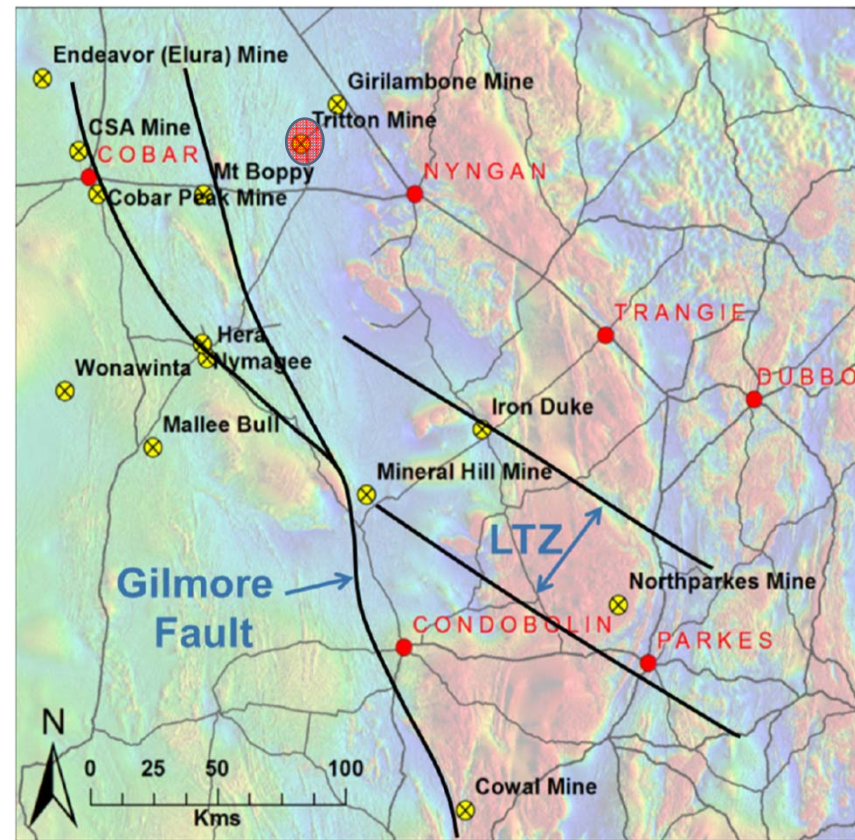 Endeavor (Elura) Mine
Girilambone Mine
Tritton Mine
CSA Mine
COBAR
Mt Boppy
NYNGAN
Cobar Peak Mine
TRANGIE
Hera
Nymagee
Wonawinta
DUBBO
Iron Duke
Mallee Bull
Mineral Hill Mine
LTZ
Gilmore
Fault
Northparkes Mine
CONDOBOLIN
PARKES
N
0 25 50 100
Kms
Cowal Mine